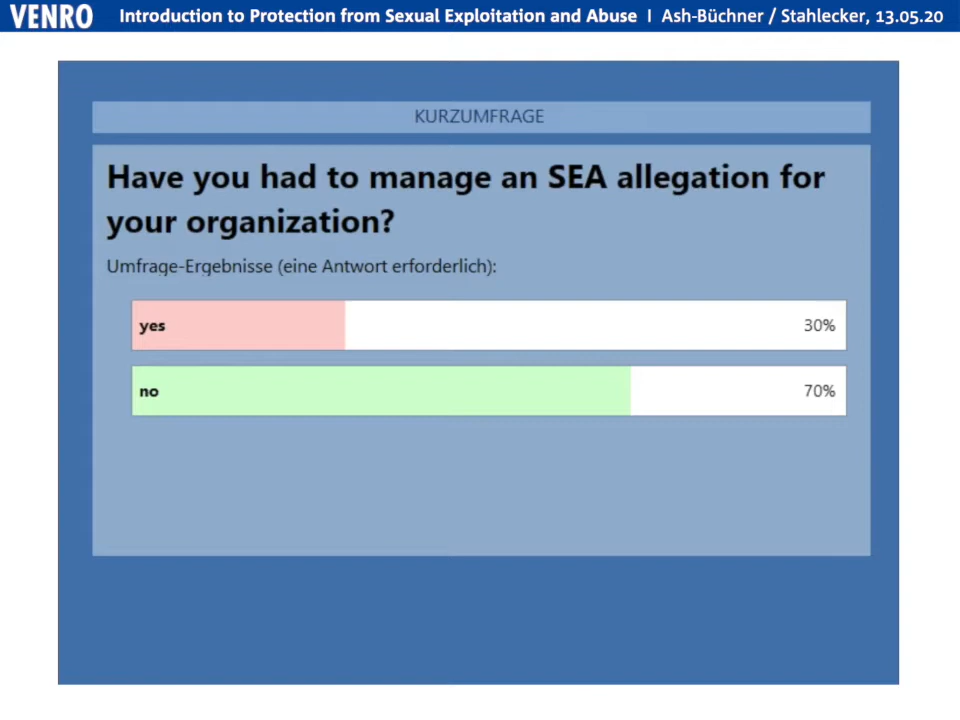 VENRO Introduction to Protection from Sexual Exploitation and Abuse I Ash-Büchner / Stahlecker, 13.05.20
KURZUMFRAGE
Have you had to manage an SEA allegation for
your organization?
Umfrage-Ergebnisse (eine Antwort erforderlich):
yes 30%
no 70%